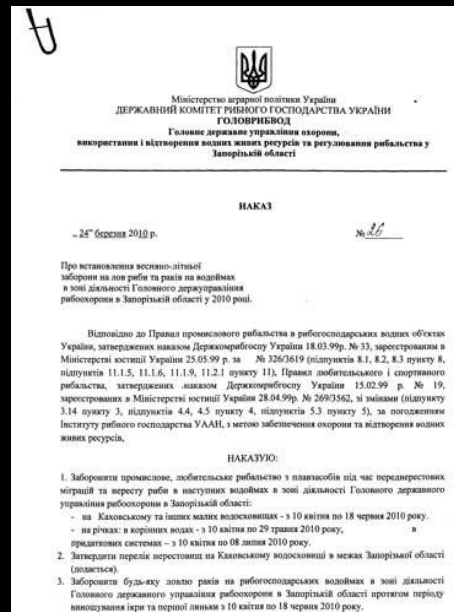 Міністерство аграрної політики України
ДЕРЖАВНИЙ КОМІТЕТ РИБНОГО ГОСПОДАРСТВА УКРАЇНИ
ГОЛОВРИБВОД
Головне державне управління охорони,
використання і відтворення водних живих ресурсів та регулювання рибальства у
Запорізькій області
НАКАЗ
„ 24" березня 2010 р. № 26
Про встановлення весняно-літньої
заборони на лов риби та раків на водоймах
в зоні діяльності Головного держуправління
рибоохорони в Запорізькій області у 2010 році.
Відповідно до Правил промислового рибальства в рибогосподарських водних об'єктах
України, затверджених наказом Держкомрибгоспу України 18.03.99р. № 33, зареєстрованим в
Міністерстві юстиції України 25.05.99 р. за № 326/3619 (підпунктів 8.1, 8.2, 8.3 пункту 8,
підпунктів 11.1.5, 11.1.6, 11.1.9, 11.2.1 пункту 11), Правил любительського і спортивного
рибальства, затверджених наказом Держкомрибгоспу України 15.02.99 р. № 19,
зареєстрованих в Міністерстві юстиції України 28.04.99р. № 269/3562, зі змінами (підпункту
3.14 пункту 3, підпунктів 4.4, 4.5 пункту 4, підпунктів 5.3 пункту 5), за погодженням
Інституту рибного господарства УААН, з метою забезпечення охорони та відтворення водних
живих ресурсів,
НАКАЗУЮ:
1. Заборонити промислове, любительське рибальство з плавзасобів під час переднерестових
міграцій та нересту риби в наступних водоймах в зоні діяльності Головного державного
управління рибоохорони в Запорізькій області:
- на Каховському та інших малих водосховищах - з 10 квітня по 18 червня 2010 року.
- на річках: в корінних водах - з 10 квітня по 29 травня 2010 року, в
придаткових системах – з 10 квітня по 08 липня 2010 року.
2. Затвердити перелік нерестовищ на Каховському водосховищі в межах Запорізької області
(додається).
3. Заборонити будь-яку ловлю раків на рибогосподарських водоймах в зоні діяльності
Головного державного управління рибоохорони в Запорізькій області протягом періоду
виношування ікри та першої линьки з 10 квітня по 18 червня 2010 року.